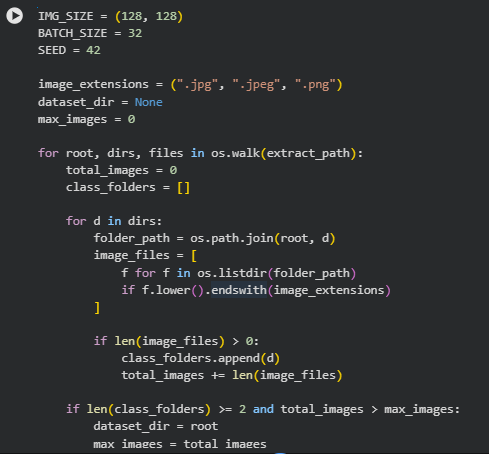 IMG_SIZE = (128, 128)
BATCH_SIZE = 32
SEED = 42

image_extensions = (".jpg", ".jpeg", ".png")
dataset_dir = None
max_images = 0

for root, dirs, files in os.walk(extract_path):
    total_images = 0
    class_folders = []

    for d in dirs:
        folder_path = os.path.join(root, d)
        image_files = [
            f for f in os.listdir(folder_path)
            if f.lower().endswith(image_extensions)
        ]

        if len(image_files) > 0:
            class_folders.append(d)
            total_images += len(image_files)

    if len(class_folders) >= 2 and total_images > max_images:
        dataset_dir = root
        max_images = total_images